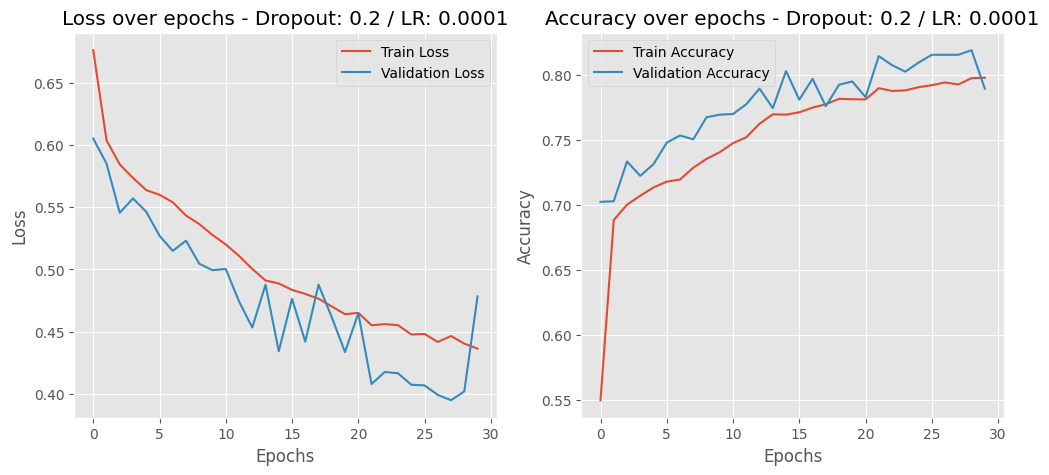 Loss over epochs - Dropout: 0.2 / LR: 0.0001
Train Loss
Validation Loss
0.65
0.60
0.55
0.50
0.45
0.40
Loss
0
5
10
15
20
25
30
Epochs
Accuracy over epochs - Dropout: 0.2 / LR: 0.0001
Train Accuracy
Validation Accuracy
0.80
0.75
0.70
0.65
0.60
0.55
Accuracy
0
5
10
15
20
25
30
Epochs